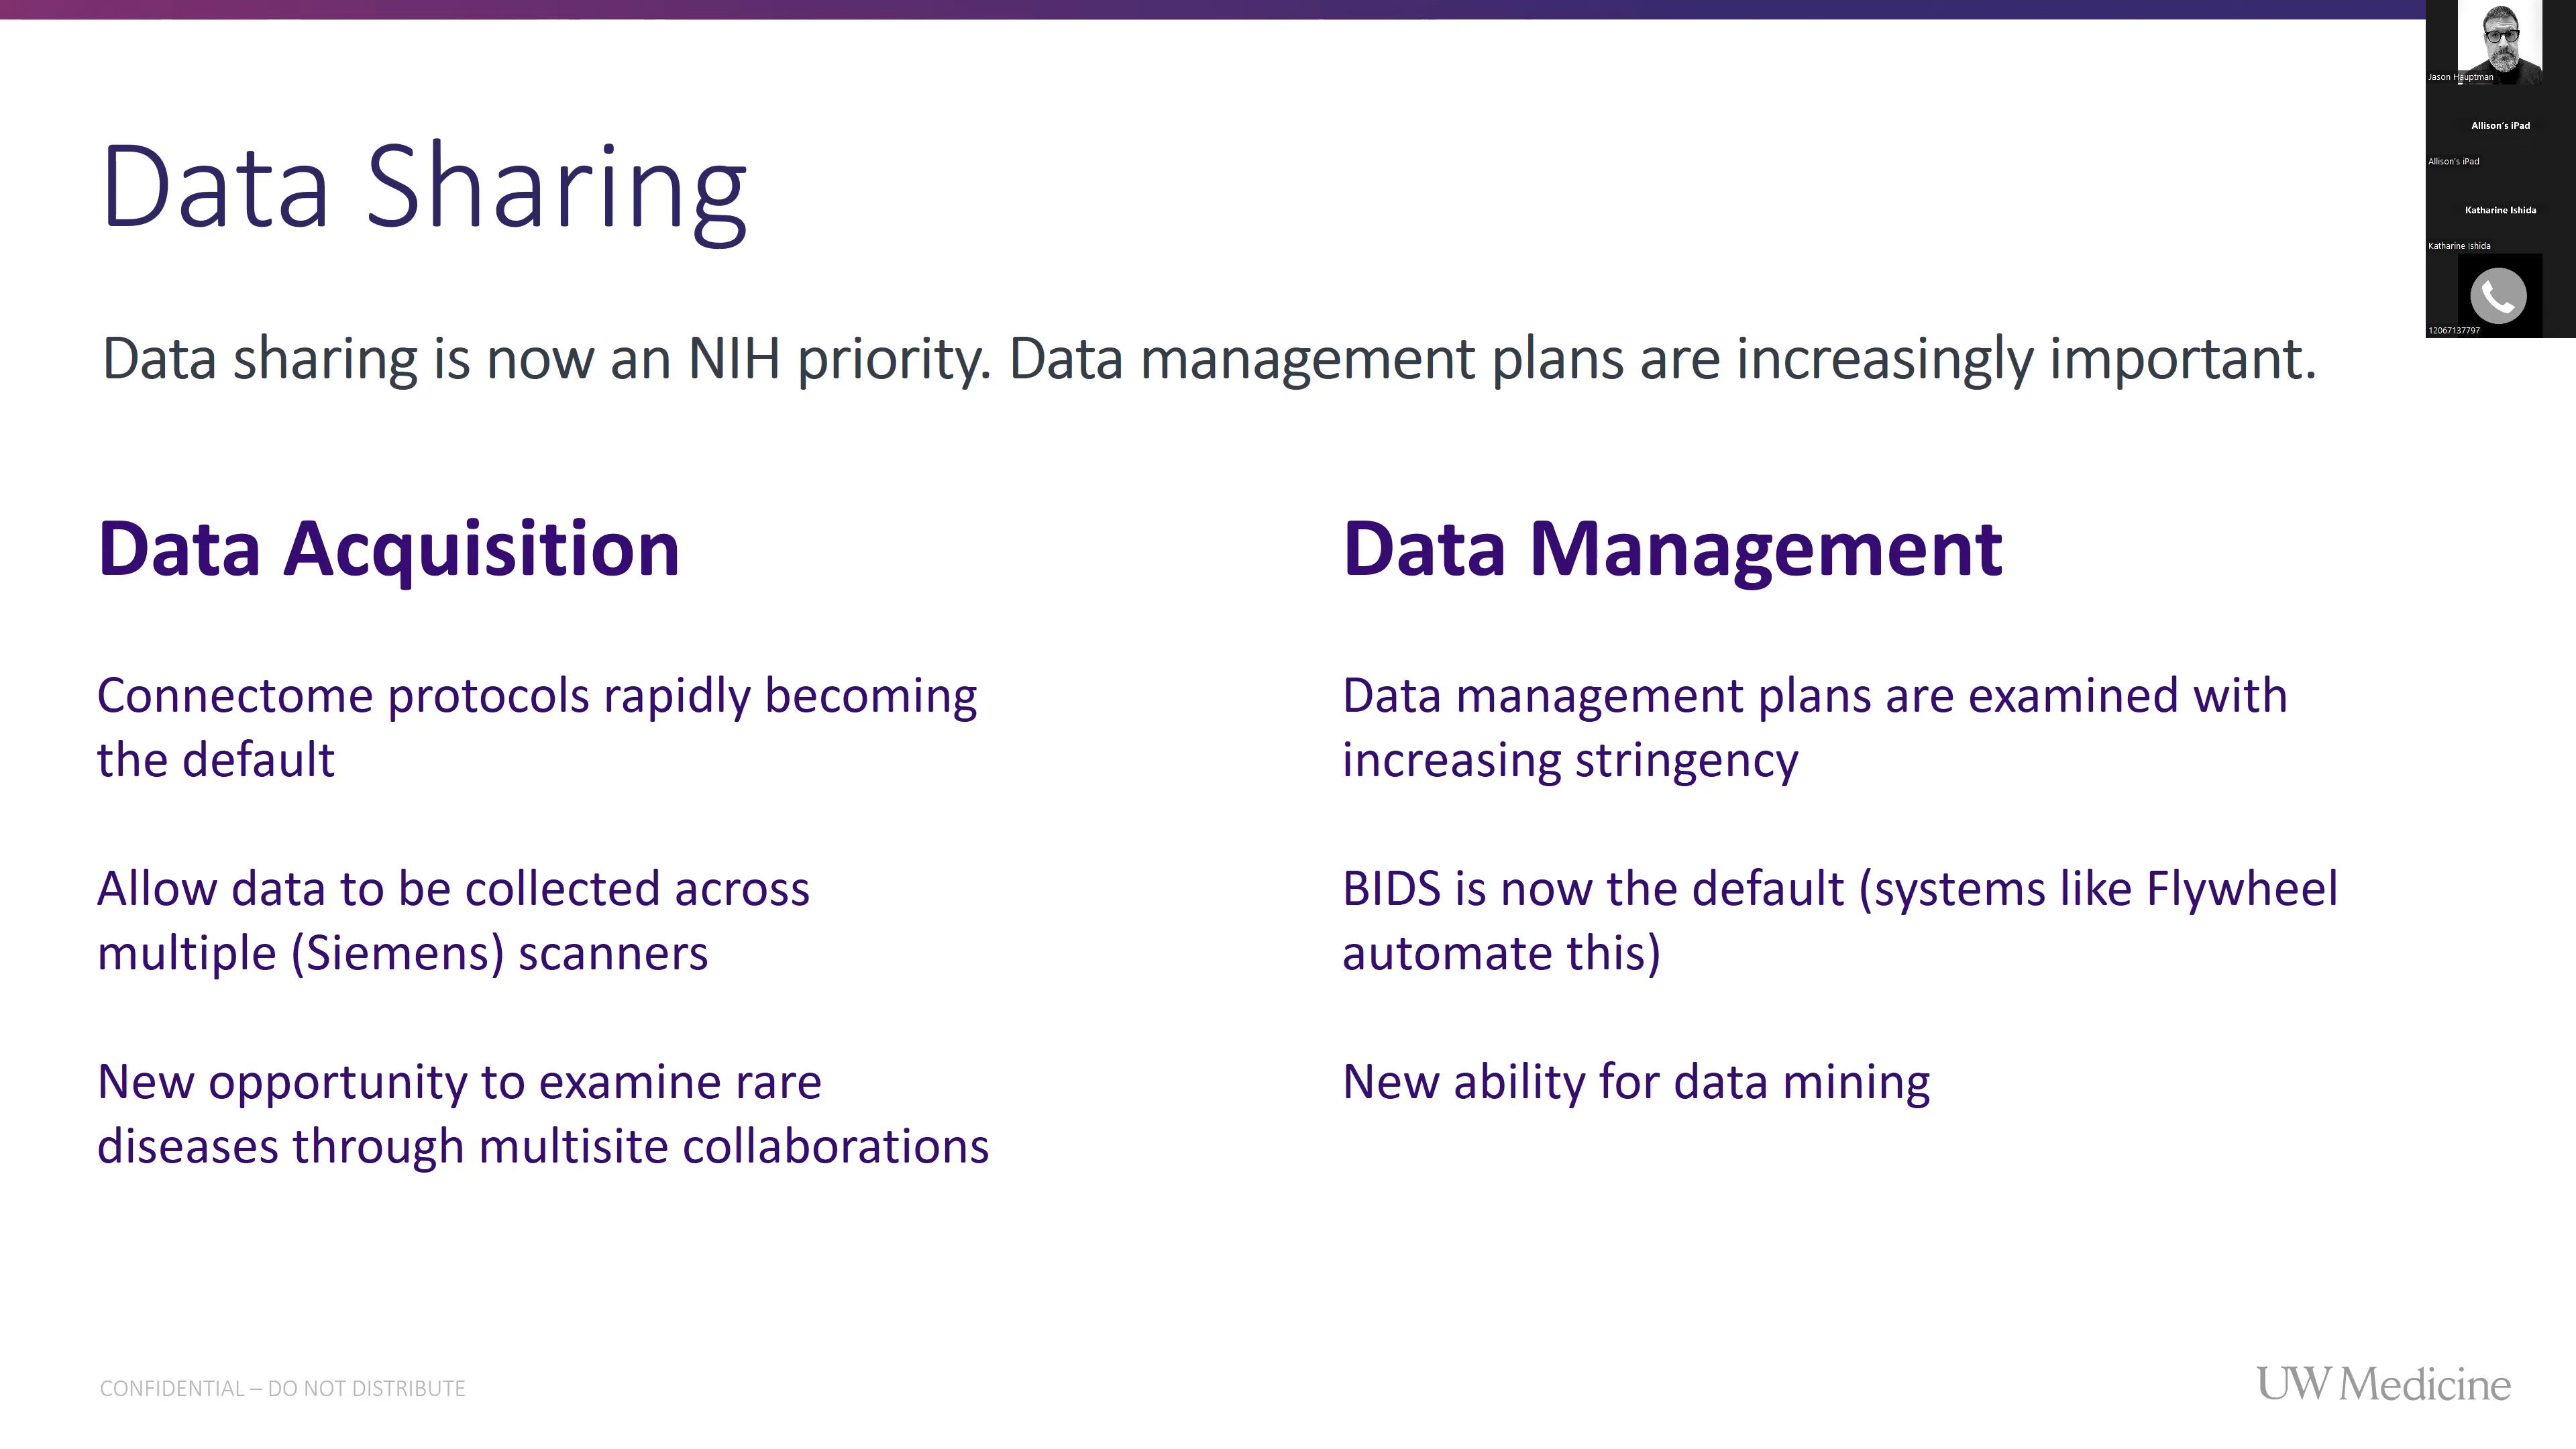 Data Sharing
Data sharing is now an NIH priority. Data management plans are increasingly important.
Data Acquisition
Connectome protocols rapidly becoming
the default
Allow data to be collected across
multiple (Siemens) scanners
New opportunity to examine rare
diseases through multisite collaborations
Data Management
Data management plans are examined with
increasing stringency
BIDS is now the default (systems like Flywheel
automate this)
New ability for data mining
CONFIDENTIAL – DO NOT DISTRIBUTE
UW Medicine
Jason Hauptman
Allison's iPad
Allison's iPad
Katharine Ishida
Katharine Ishida
12067137797